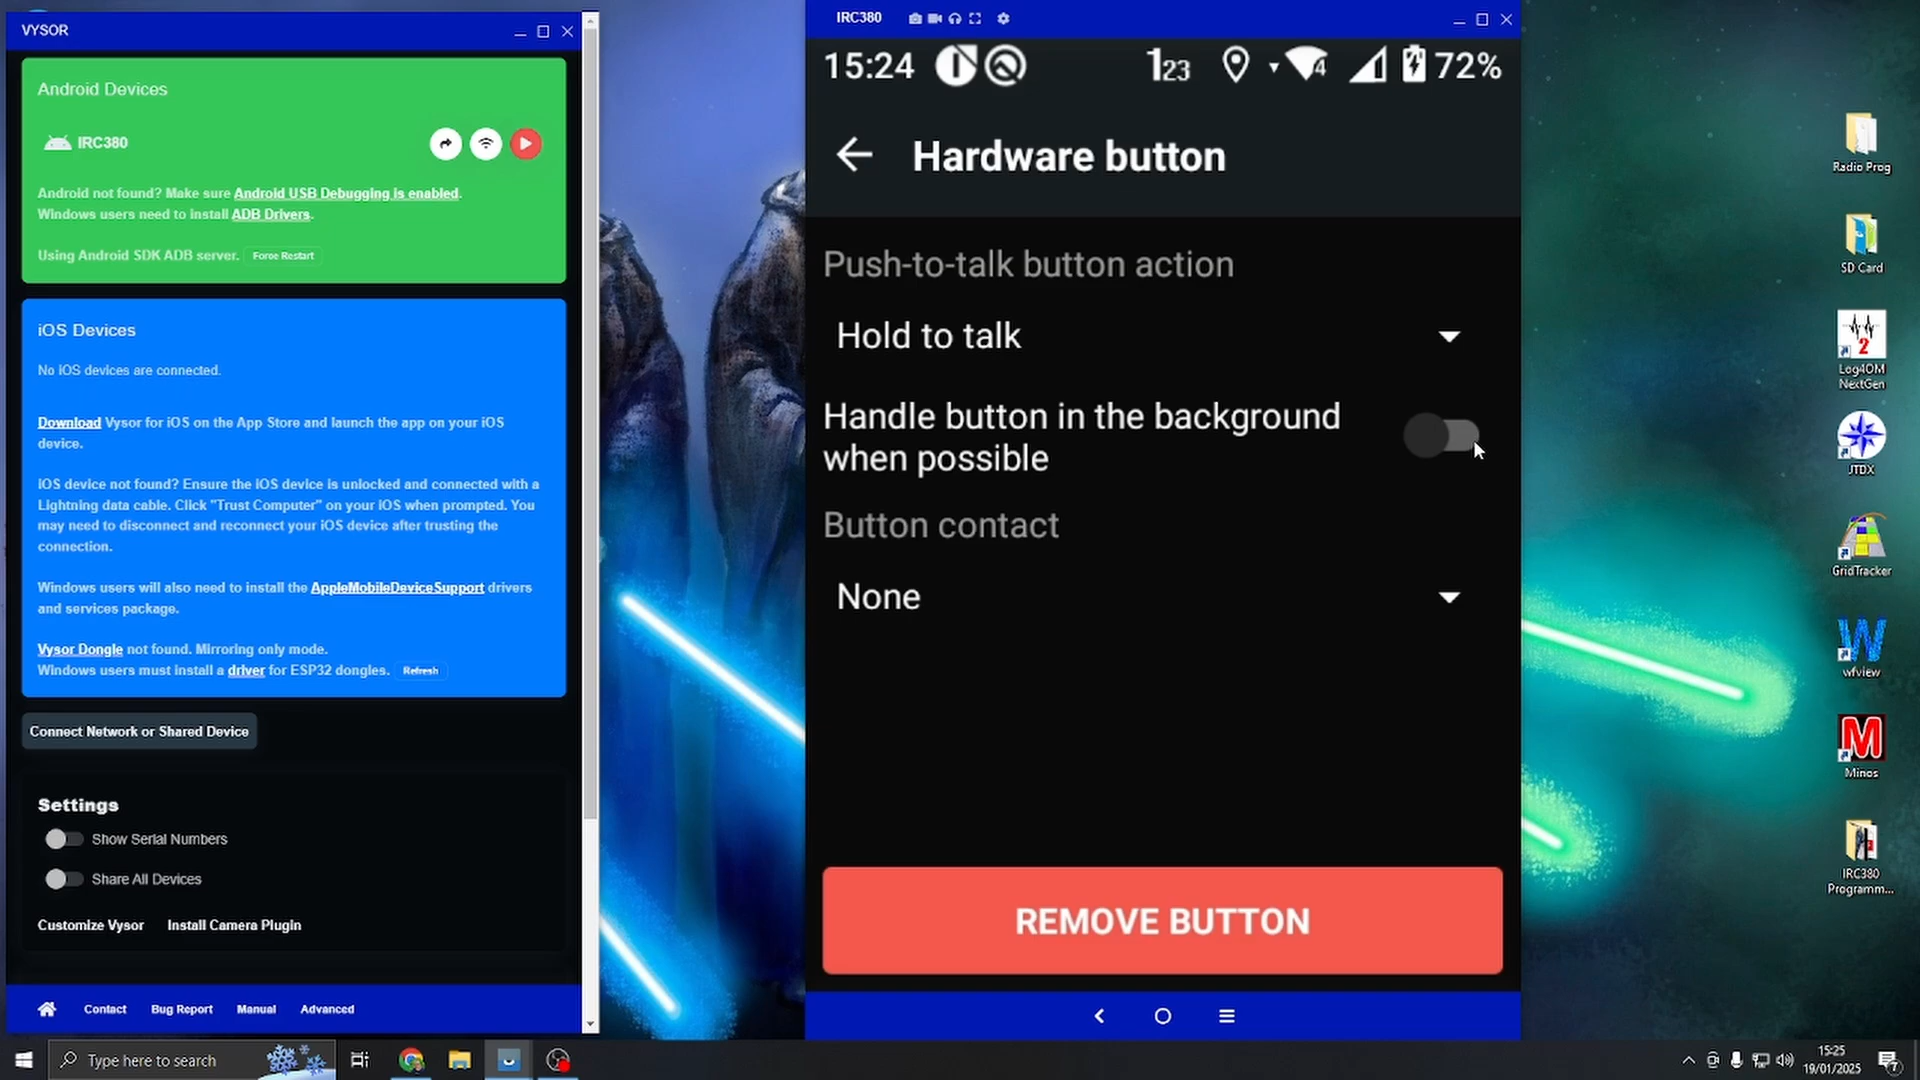 VYSOR
Android Devices
IRC380
Android not found? Make sure Android USB Debugging is enabled.
Windows users need to install ADB Drivers.
Using Android SDK ADB server. Force Restart
iOS Devices
No iOS devices are connected.
Download Vysor for iOS on the App Store and launch the app on your iOS
device.
iOS device not found? Ensure the iOS device is unlocked and connected with a
Lightning data cable. Click "Trust Computer" on your iOS when prompted. You
may need to disconnect and reconnect your iOS device after trusting the
connection.
Windows users will also need to install the AppleMobileDeviceSupport drivers
and services package.
Vysor Dongle not found. Mirroring only mode.
Windows users must install a driver for ESP32 dongles. Refresh
Connect Network or Shared Device
Settings
Show Serial Numbers
Share All Devices
Customize Vysor Install Camera Plugin
Contact Bug Report Manual Advanced
IRC380
15:24 123 4 72%
Hardware button
Push-to-talk button action
Hold to talk
Handle button in the background
when possible
Button contact
None
REMOVE BUTTON
Radio Prog
SD Card
2
Log4OM
NextGen
JTDX
GridTracker
W
wfview
M
Minos
IRC380
Programm...
Type here to search
15:25
19/01/2025
7